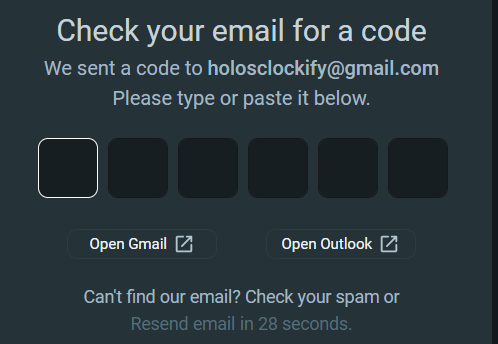 Check your email for a code
We sent a code to holosclockify@gmail.com
Please type or paste it below.
Open Gmail
Open Outlook
Can't find our email? Check your spam or
Resend email in 28 seconds.